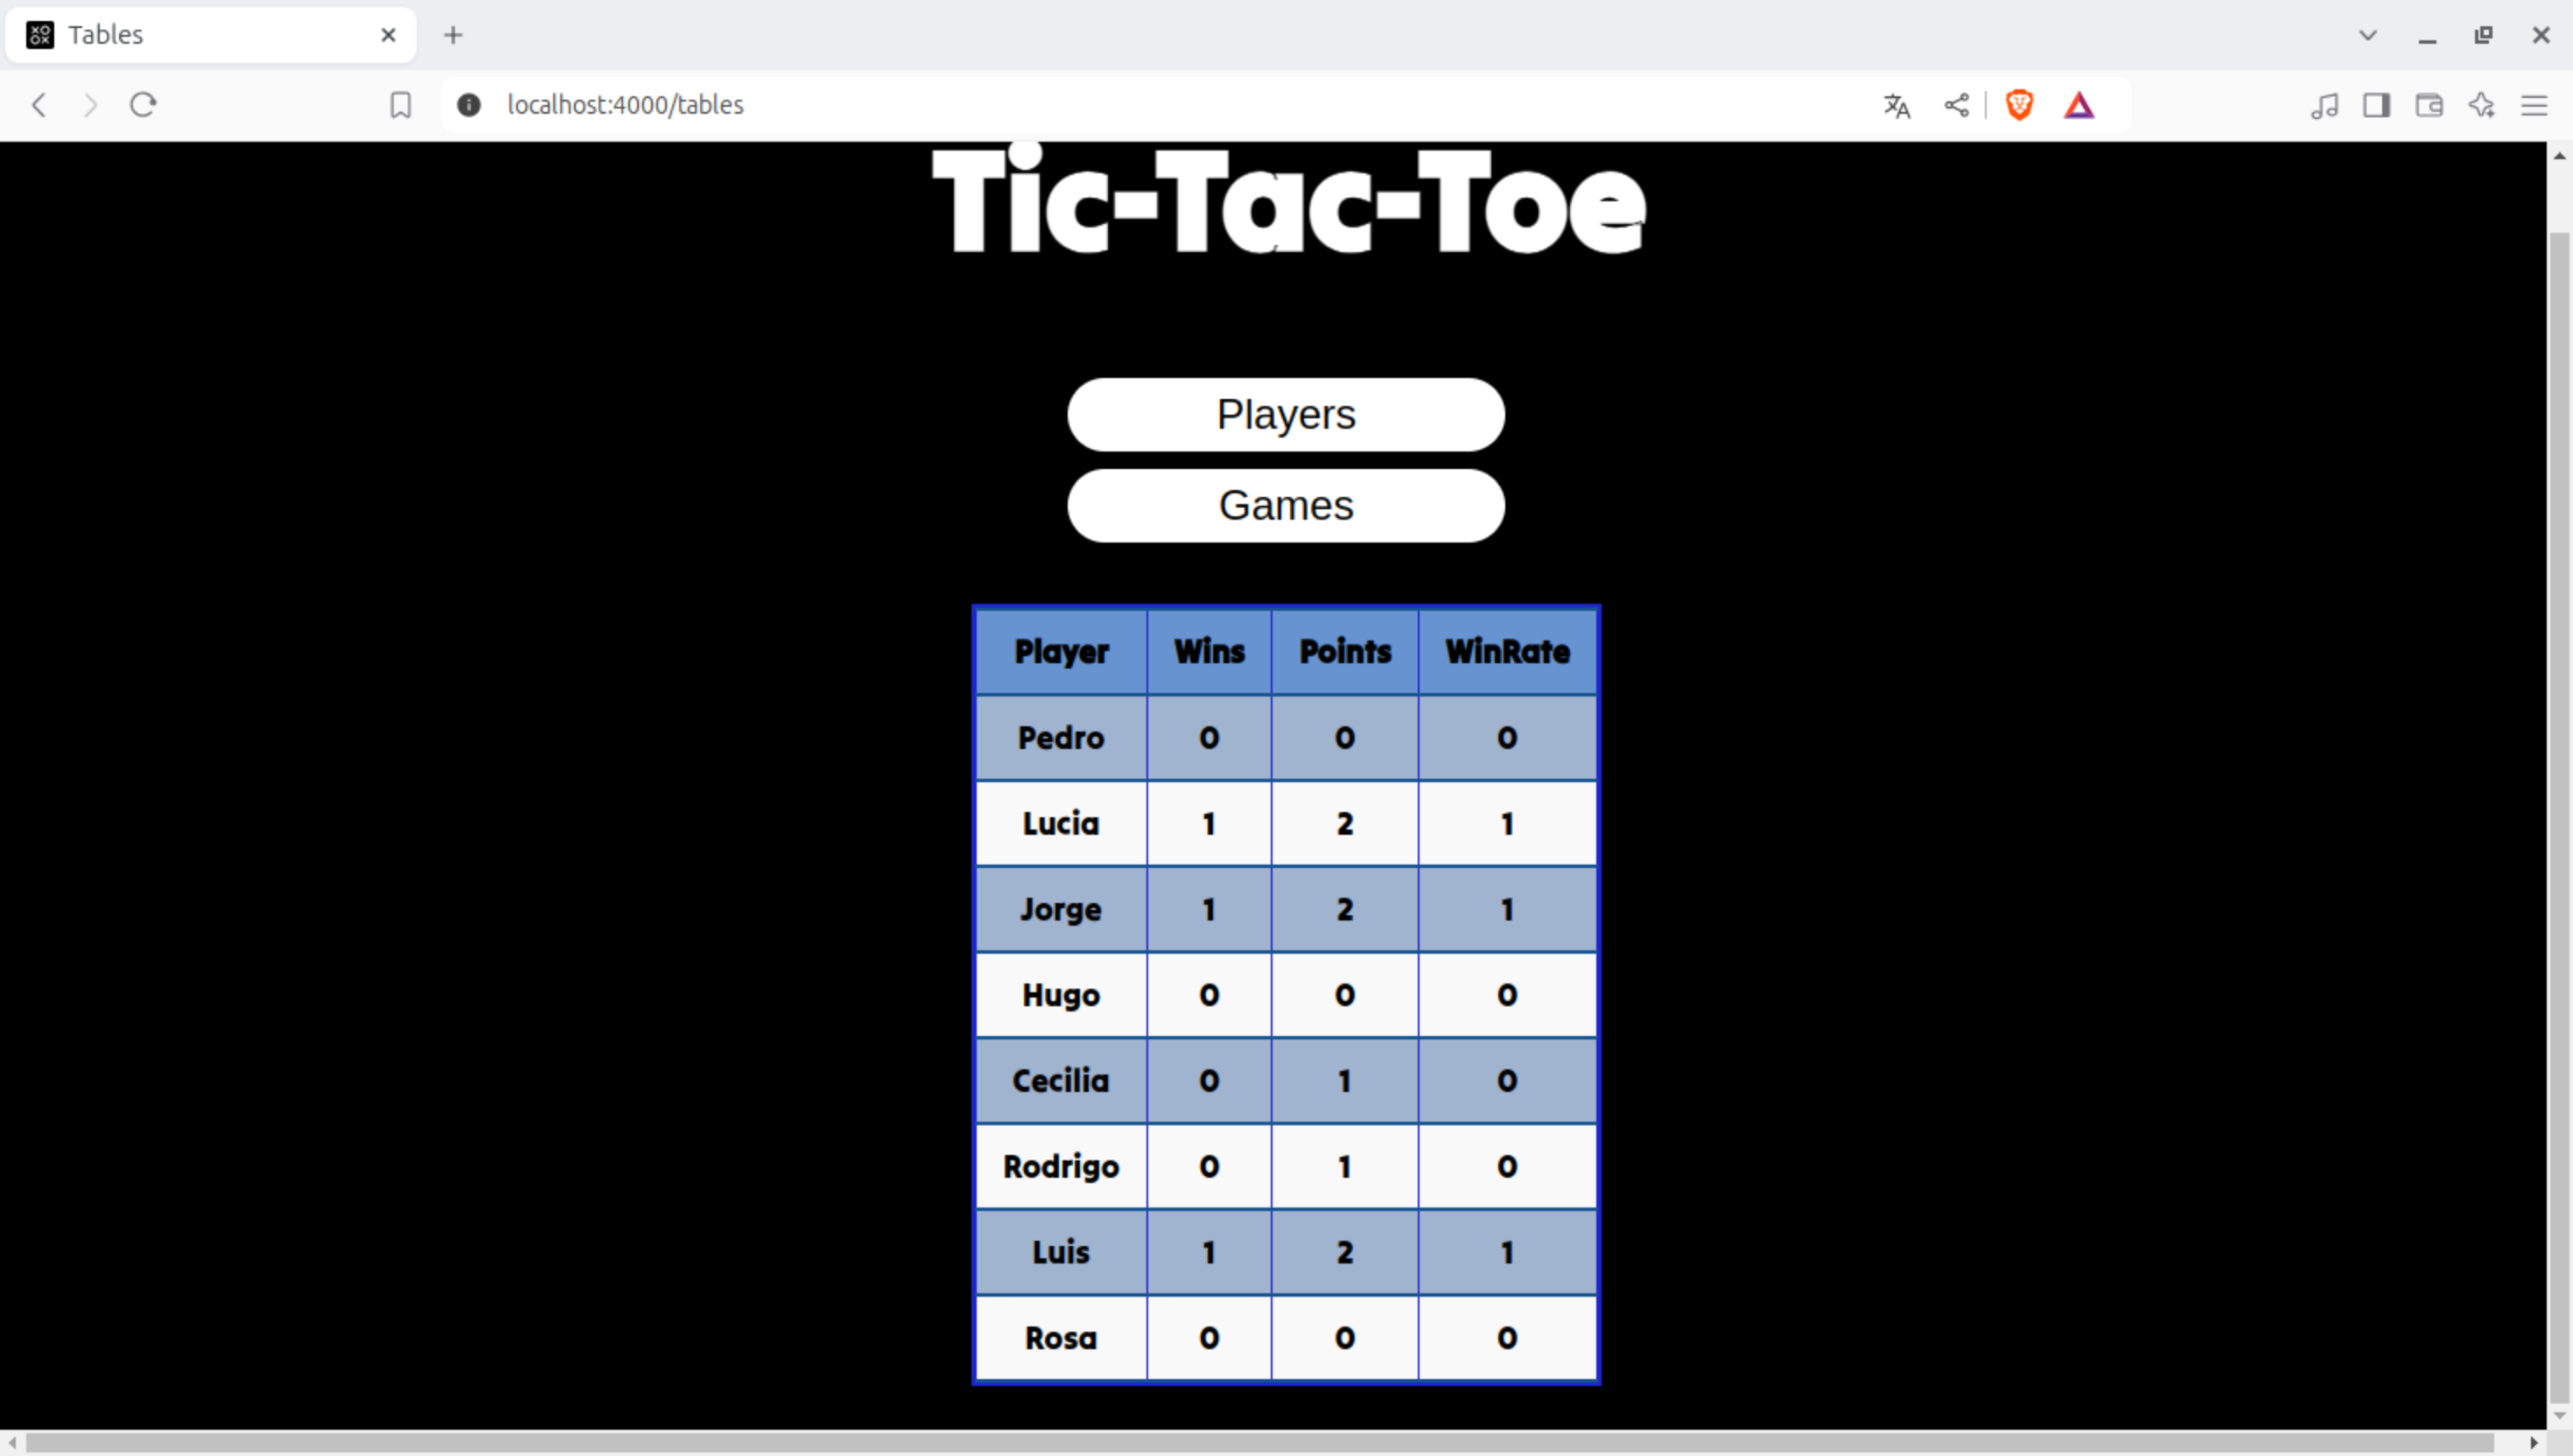 Tables
localhost:4000/tables
Tic-Tac-Toe
Players
Games
Player Wins Points WinRate
Pedro 0 0 0
Lucia 1 2 1
Jorge 1 2 1
Hugo 0 0 0
Cecilia 0 1 0
Rodrigo 0 1 0
Luis 1 2 1
Rosa 0 0 0